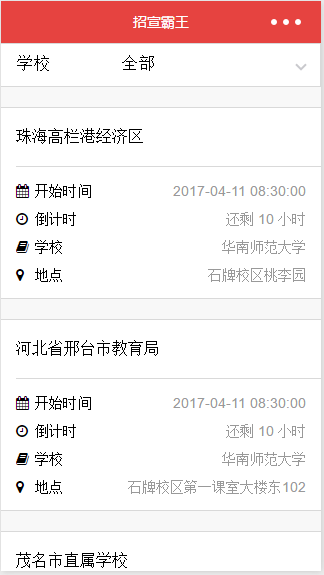 招宣霸王
学校 全部
珠海高栏港经济区
开始时间 2017-04-11 08:30:00
倒计时 还剩 10 小时
学校 华南师范大学
地点 石牌校区桃李园
河北省邢台市教育局
开始时间 2017-04-11 08:30:00
倒计时 还剩 10 小时
学校 华南师范大学
地点 石牌校区第一课室大楼东102
茂名市直属学校